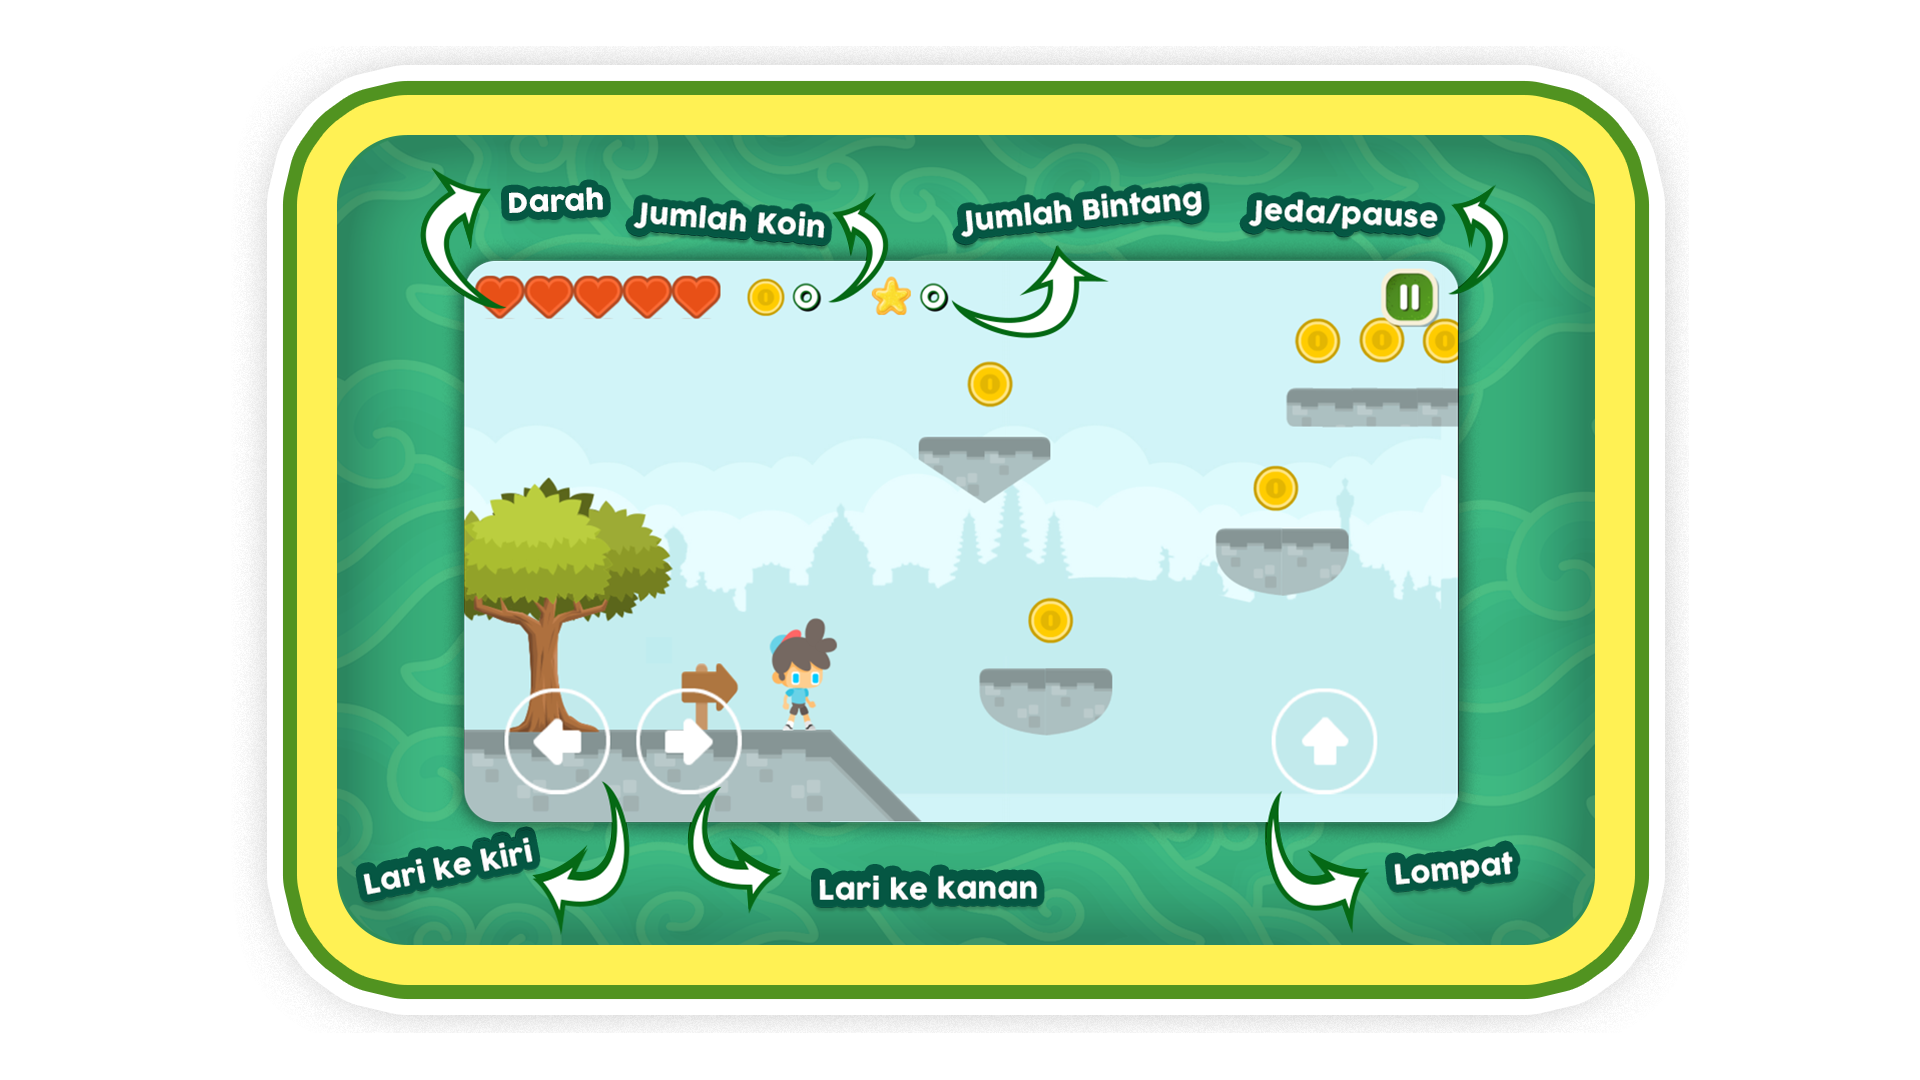 Darah
Jumlah Koin
Jumlah Bintang
Jeda/pause
0
0
Lari ke kiri
Lari ke kanan
Lompat